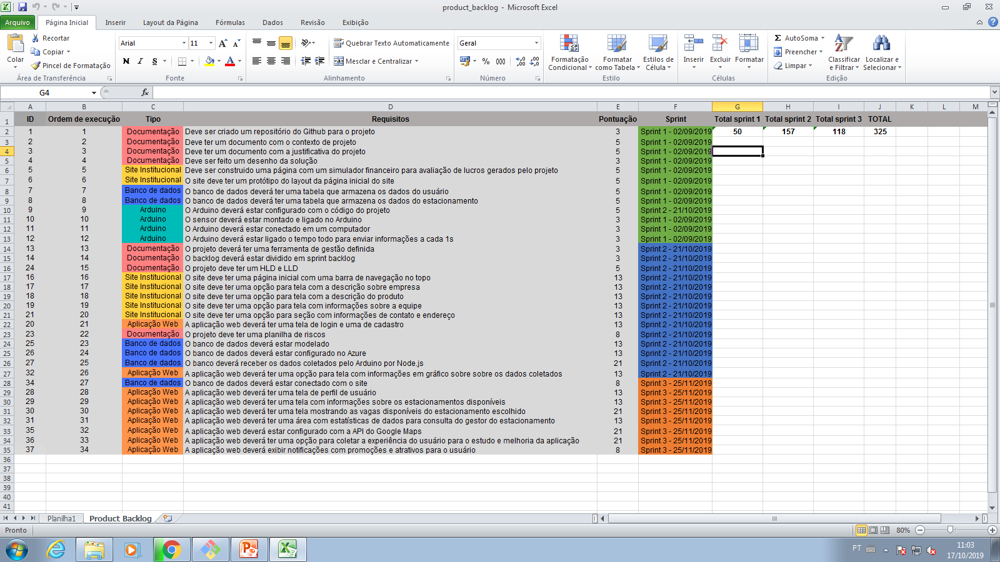 product_backlog - Microsoft Excel
Arquivo Página Inicial Inserir Layout da Página Fórmulas Dados Revisão Exibição
Colar Recortar Copiar Pincel de Formatação
Área de Transferência
Arial 11
N I S A A
Fonte
Quebrar Texto Automaticamente
Mesclar e Centralizar
Alinhamento
Geral
% 000
Número
Formatação Condicional Formatar como Tabela Estilos de Célula
Estilo
Inserir Excluir Formatar
Células
Σ AutoSoma Preencher Limpar Classificar e Filtrar Localizar e Selecionar
Edição
G4 fx
A B C D E F G H I J K L M
1 ID Ordem de execução Tipo Requisitos Pontuação Sprint Total sprint 1 Total sprint 2 Total sprint 3 TOTAL
2 1 1 Documentação Deve ser criado um repositório do Github para o projeto 3 Sprint 1 - 02/09/2019 50 157 118 325
3 2 2 Documentação Deve ter um documento com o contexto de projeto 5 Sprint 1 - 02/09/2019
4 3 3 Documentação Deve ter um documento com a justificativa do projeto 5 Sprint 1 - 02/09/2019
5 4 4 Documentação Deve ser feito um desenho da solução 3 Sprint 1 - 02/09/2019
6 5 5 Site Institucional Deve ser construido uma página com um simulador financeiro para avaliação de lucros gerados pelo projeto 5 Sprint 1 - 02/09/2019
7 6 6 Site Institucional O site deve ter um protótipo do layout da página inicial do site 5 Sprint 1 - 02/09/2019
8 7 7 Banco de dados O banco de dados deverá ter uma tabela que armazena os dados do usuário 5 Sprint 1 - 02/09/2019
9 8 8 Banco de dados O banco de dados deverá ter uma tabela que armazena os dados do estacionamento 5 Sprint 1 - 02/09/2019
10 9 9 Arduino O Arduino deverá estar configurado com o código do projeto 5 Sprint 2 - 21/10/2019
11 10 10 Arduino O sensor deverá estar montado e ligado no Arduino 3 Sprint 1 - 02/09/2019
12 11 11 Arduino O Arduino deverá estar conectado em um computador 3 Sprint 1 - 02/09/2019
13 12 12 Arduino O Arduino deverá estar ligado o tempo todo para enviar informações a cada 1s 3 Sprint 1 - 02/09/2019
14 13 13 Documentação O projeto deverá ter uma ferramenta de gestão definida 3 Sprint 2 - 21/10/2019
15 14 14 Documentação O backlog deverá estar dividido em sprint backlog 3 Sprint 2 - 21/10/2019
16 24 15 Documentação O projeto deve ter um HLD e LLD 5 Sprint 2 - 21/10/2019
17 16 16 Site Institucional O site deve ter uma página inicial com uma barra de navegação no topo 13 Sprint 2 - 21/10/2019
18 17 17 Site Institucional O site deve ter uma opção para tela com a descrição sobre empresa 13 Sprint 2 - 21/10/2019
19 18 18 Site Institucional O site deve ter uma opção para tela com a descrição do produto 13 Sprint 2 - 21/10/2019
20 19 19 Site Institucional O site deve ter uma opção para tela com informações sobre a equipe 13 Sprint 2 - 21/10/2019
21 21 20 Site Institucional O site deve ter uma opção para seção com informações de contato e endereço 13 Sprint 2 - 21/10/2019
22 20 21 Aplicação Web A aplicação web deverá ter uma tela de login e uma de cadastro 13 Sprint 2 - 21/10/2019
23 23 22 Documentação O projeto deve ter uma planilha de riscos 8 Sprint 2 - 21/10/2019
24 25 23 Banco de dados O banco de dados deverá estar modelado 13 Sprint 2 - 21/10/2019
25 26 24 Banco de dados O banco de dados deverá estar configurado no Azure 13 Sprint 2 - 21/10/2019
26 27 25 Banco de dados O banco deverá receber os dados coletados pelo Arduino por Node.js 21 Sprint 2 - 21/10/2019
27 32 26 Aplicação Web A aplicação web deverá ter uma opção para tela com informações em gráfico sobre sobre os dados coletados 13 Sprint 2 - 21/10/2019
28 34 27 Banco de dados O banco de dados deverá estar conectado com o site 8 Sprint 3 - 25/11/2019
29 28 28 Aplicação Web A aplicação web deverá ter uma tela de perfil de usuário 13 Sprint 3 - 25/11/2019
30 29 29 Aplicação Web A aplicação web deverá ter uma tela com informações sobre os estacionamentos disponíveis 13 Sprint 3 - 25/11/2019
31 30 30 Aplicação Web A aplicação web deverá ter uma tela mostrando as vagas disponíveis do estacionamento escolhido 21 Sprint 3 - 25/11/2019
32 31 31 Aplicação Web A aplicação web deverá ter uma área com estatísticas de dados para consulta do gestor do estacionamento 13 Sprint 3 - 25/11/2019
33 35 32 Aplicação Web A aplicação web deverá estar configurado com a API do Google Maps 21 Sprint 3 - 25/11/2019
34 36 33 Aplicação Web A aplicação web deverá ter uma opção para coletar a experiência do usuário para o estudo e melhoria da aplicação 21 Sprint 3 - 25/11/2019
35 37 34 Aplicação Web A aplicação web deverá exibir notificações com promoções e atrativos para o usuário 8 Sprint 3 - 25/11/2019
36
37
38
39
40
41
Planilha1 Product Backlog
Pronto 80%
PT 11:03
17/10/2019